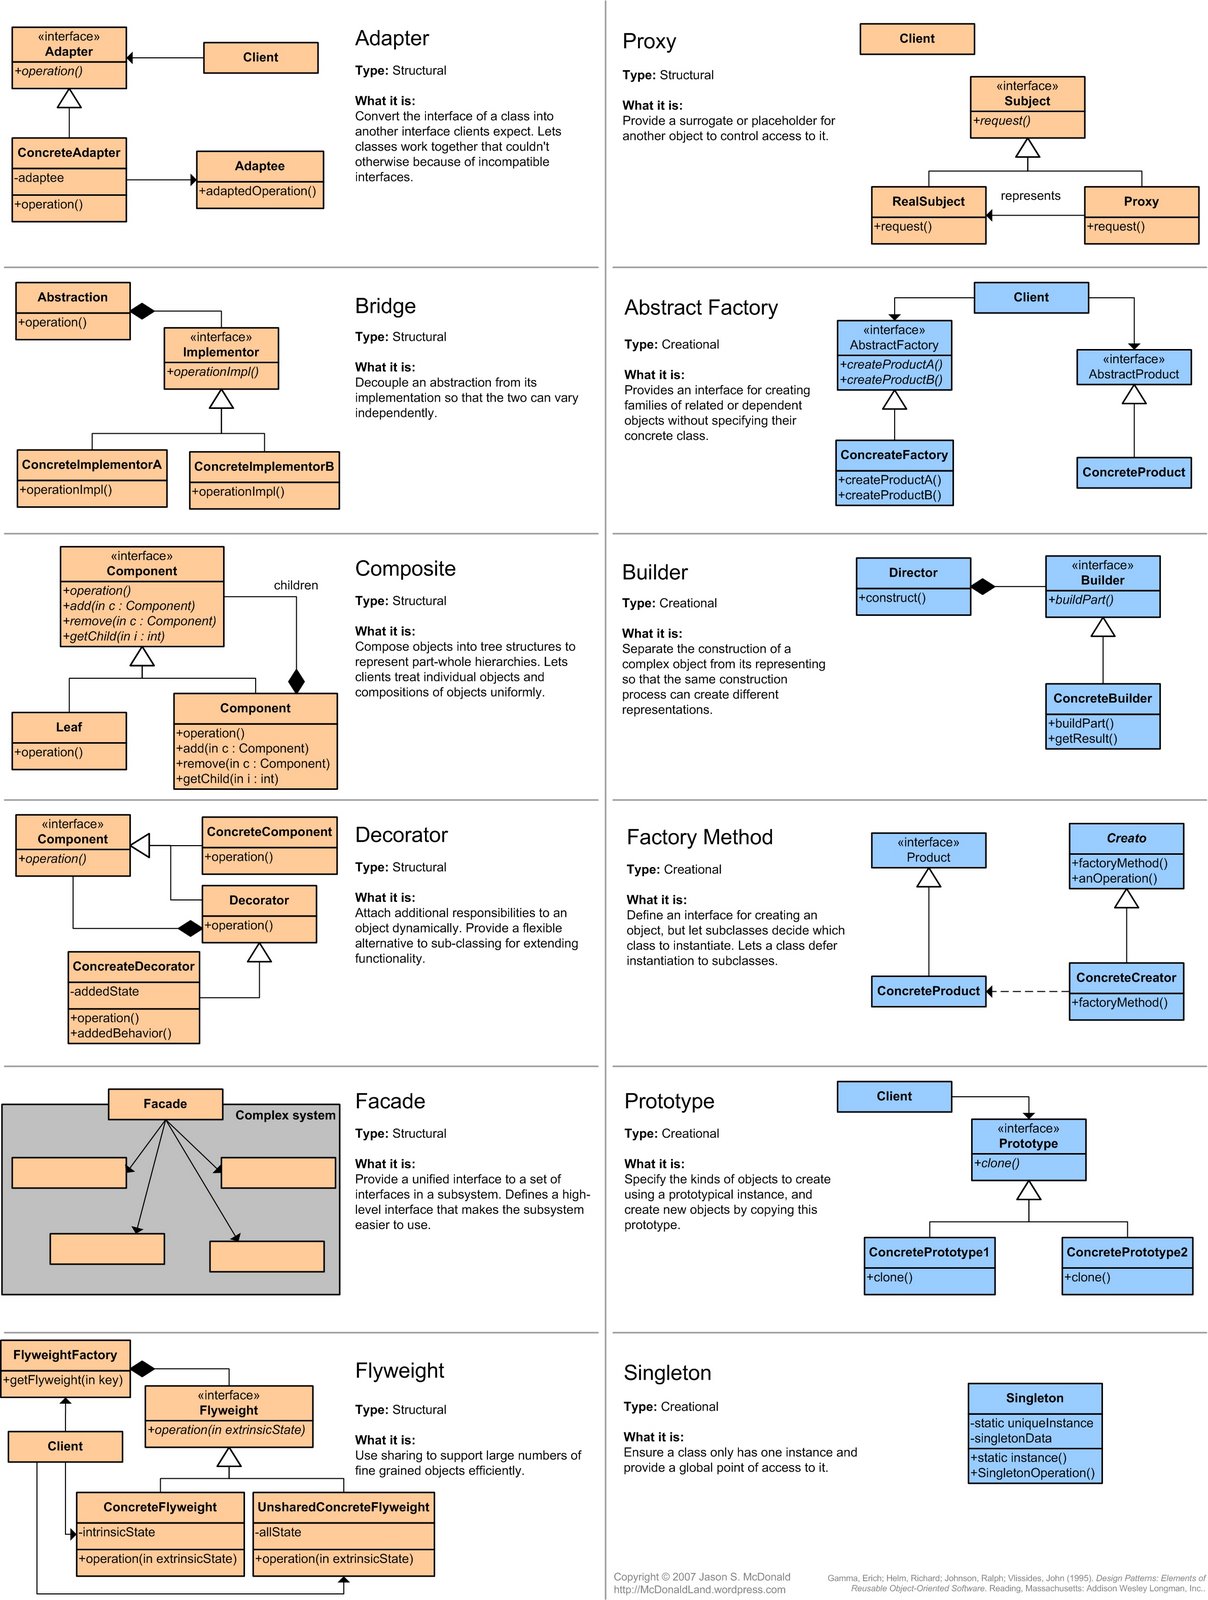 «interface»
Adapter
+operation()
Client
ConcreteAdapter
-adaptee
+operation()
Adaptee
+adaptedOperation()
Adapter
Type: Structural
What it is:
Convert the interface of a class into
another interface clients expect. Lets
classes work together that couldn't
otherwise because of incompatible
interfaces.
Abstraction
+operation()
«interface»
Implementor
+operationImpl()
ConcreteImplementorA
+operationImpl()
ConcreteImplementorB
+operationImpl()
Bridge
Type: Structural
What it is:
Decouple an abstraction from its
implementation so that the two can vary
independently.
«interface»
Component
+operation()
+add(in c : Component)
+remove(in c : Component)
+getChild(in i : int)
children
Leaf
+operation()
Component
+operation()
+add(in c : Component)
+remove(in c : Component)
+getChild(in i : int)
Composite
Type: Structural
What it is:
Compose objects into tree structures to
represent part-whole hierarchies. Lets
clients treat individual objects and
compositions of objects uniformly.
«interface»
Component
+operation()
ConcreteComponent
+operation()
Decorator
+operation()
ConcreateDecorator
-addedState
+operation()
+addedBehavior()
Decorator
Type: Structural
What it is:
Attach additional responsibilities to an
object dynamically. Provide a flexible
alternative to sub-classing for extending
functionality.
Facade
Complex system
Facade
Type: Structural
What it is:
Provide a unified interface to a set of
interfaces in a subsystem. Defines a high-
level interface that makes the subsystem
easier to use.
FlyweightFactory
+getFlyweight(in key)
«interface»
Flyweight
+operation(in extrinsicState)
Client
ConcreteFlyweight
-intrinsicState
+operation(in extrinsicState)
UnsharedConcreteFlyweight
-allState
+operation(in extrinsicState)
Flyweight
Type: Structural
What it is:
Use sharing to support large numbers of
fine grained objects efficiently.
Proxy
Type: Structural
What it is:
Provide a surrogate or placeholder for
another object to control access to it.
Client
«interface»
Subject
+request()
RealSubject
+request()
represents
Proxy
+request()
Abstract Factory
Type: Creational
What it is:
Provides an interface for creating
families of related or dependent
objects without specifying their
concrete class.
Client
«interface»
AbstractFactory
+createProductA()
+createProductB()
«interface»
AbstractProduct
ConcreateFactory
+createProductA()
+createProductB()
ConcreteProduct
Builder
Type: Creational
What it is:
Separate the construction of a
complex object from its representing
so that the same construction
process can create different
representations.
Director
+construct()
«interface»
Builder
+buildPart()
ConcreteBuilder
+buildPart()
+getResult()
Factory Method
Type: Creational
What it is:
Define an interface for creating an
object, but let subclasses decide which
class to instantiate. Lets a class defer
instantiation to subclasses.
«interface»
Product
Creato
+factoryMethod()
+anOperation()
ConcreteProduct
ConcreteCreator
+factoryMethod()
Prototype
Type: Creational
What it is:
Specify the kinds of objects to create
using a prototypical instance, and
create new objects by copying this
prototype.
Client
«interface»
Prototype
+clone()
ConcretePrototype1
+clone()
ConcretePrototype2
+clone()
Singleton
Type: Creational
What it is:
Ensure a class only has one instance and
provide a global point of access to it.
Singleton
-static uniqueInstance
-singletonData
+static instance()
+SingletonOperation()
Copyright © 2007 Jason S. McDonald
http://McDonaldLand.wordpress.com
Gamma, Erich; Helm, Richard; Johnson, Ralph; Vlissides, John (1995). Design Patterns: Elements of
Reusable Object-Oriented Software. Reading, Massachusetts: Addison Wesley Longman, Inc..